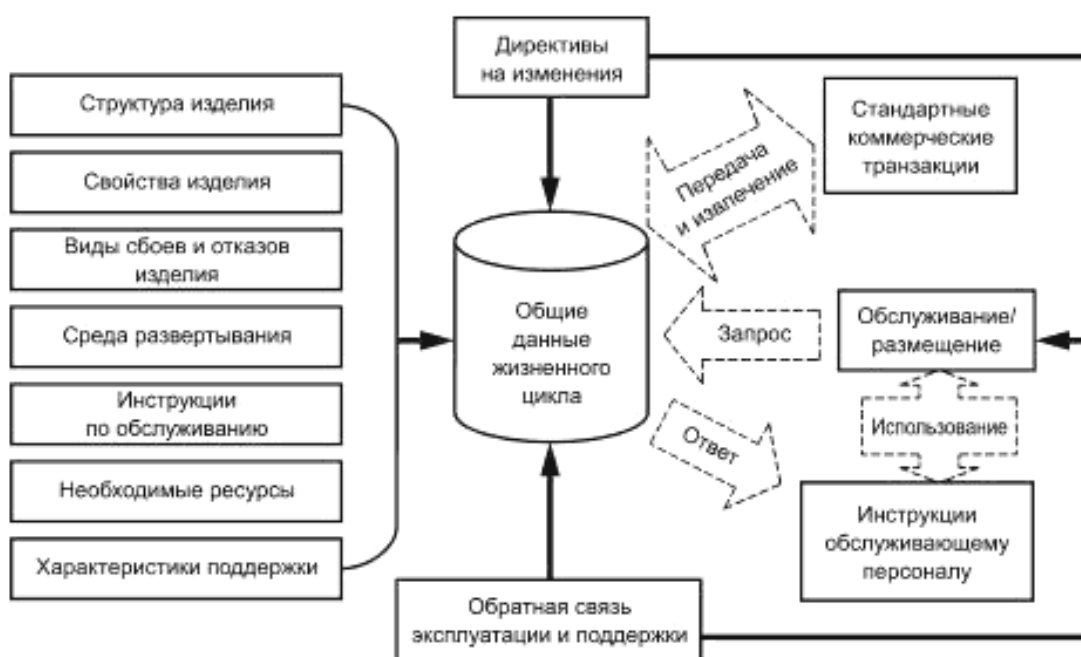 Директивы
на изменения
Структура изделия
Свойства изделия
Виды сбоев и отказов
изделия
Среда развертывания
Инструкции
по обслуживанию
Необходимые ресурсы
Характеристики поддержки
Общие
данные
жизненного
цикла
Передача
и извлечение
Стандартные
коммерческие
транзакции
Запрос
Обслуживание/
размещение
Ответ
Использование
Инструкции
обслуживающему
персоналу
Обратная связь
эксплуатации и поддержки